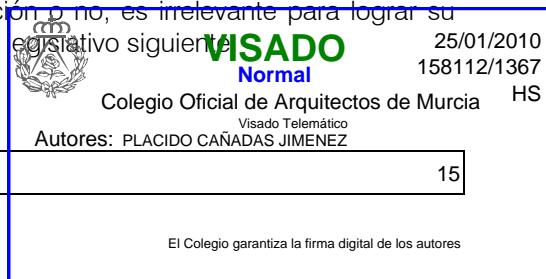 ción o no, es irrelevante para lograr su
egislativo siguiente
VISADO
25/01/2010
Normal
158112/1367
HS
Colegio Oficial de Arquitectos de Murcia
Visado Telemático
Autores: PLACIDO CAÑADAS JIMENEZ
15
El Colegio garantiza la firma digital de los autores